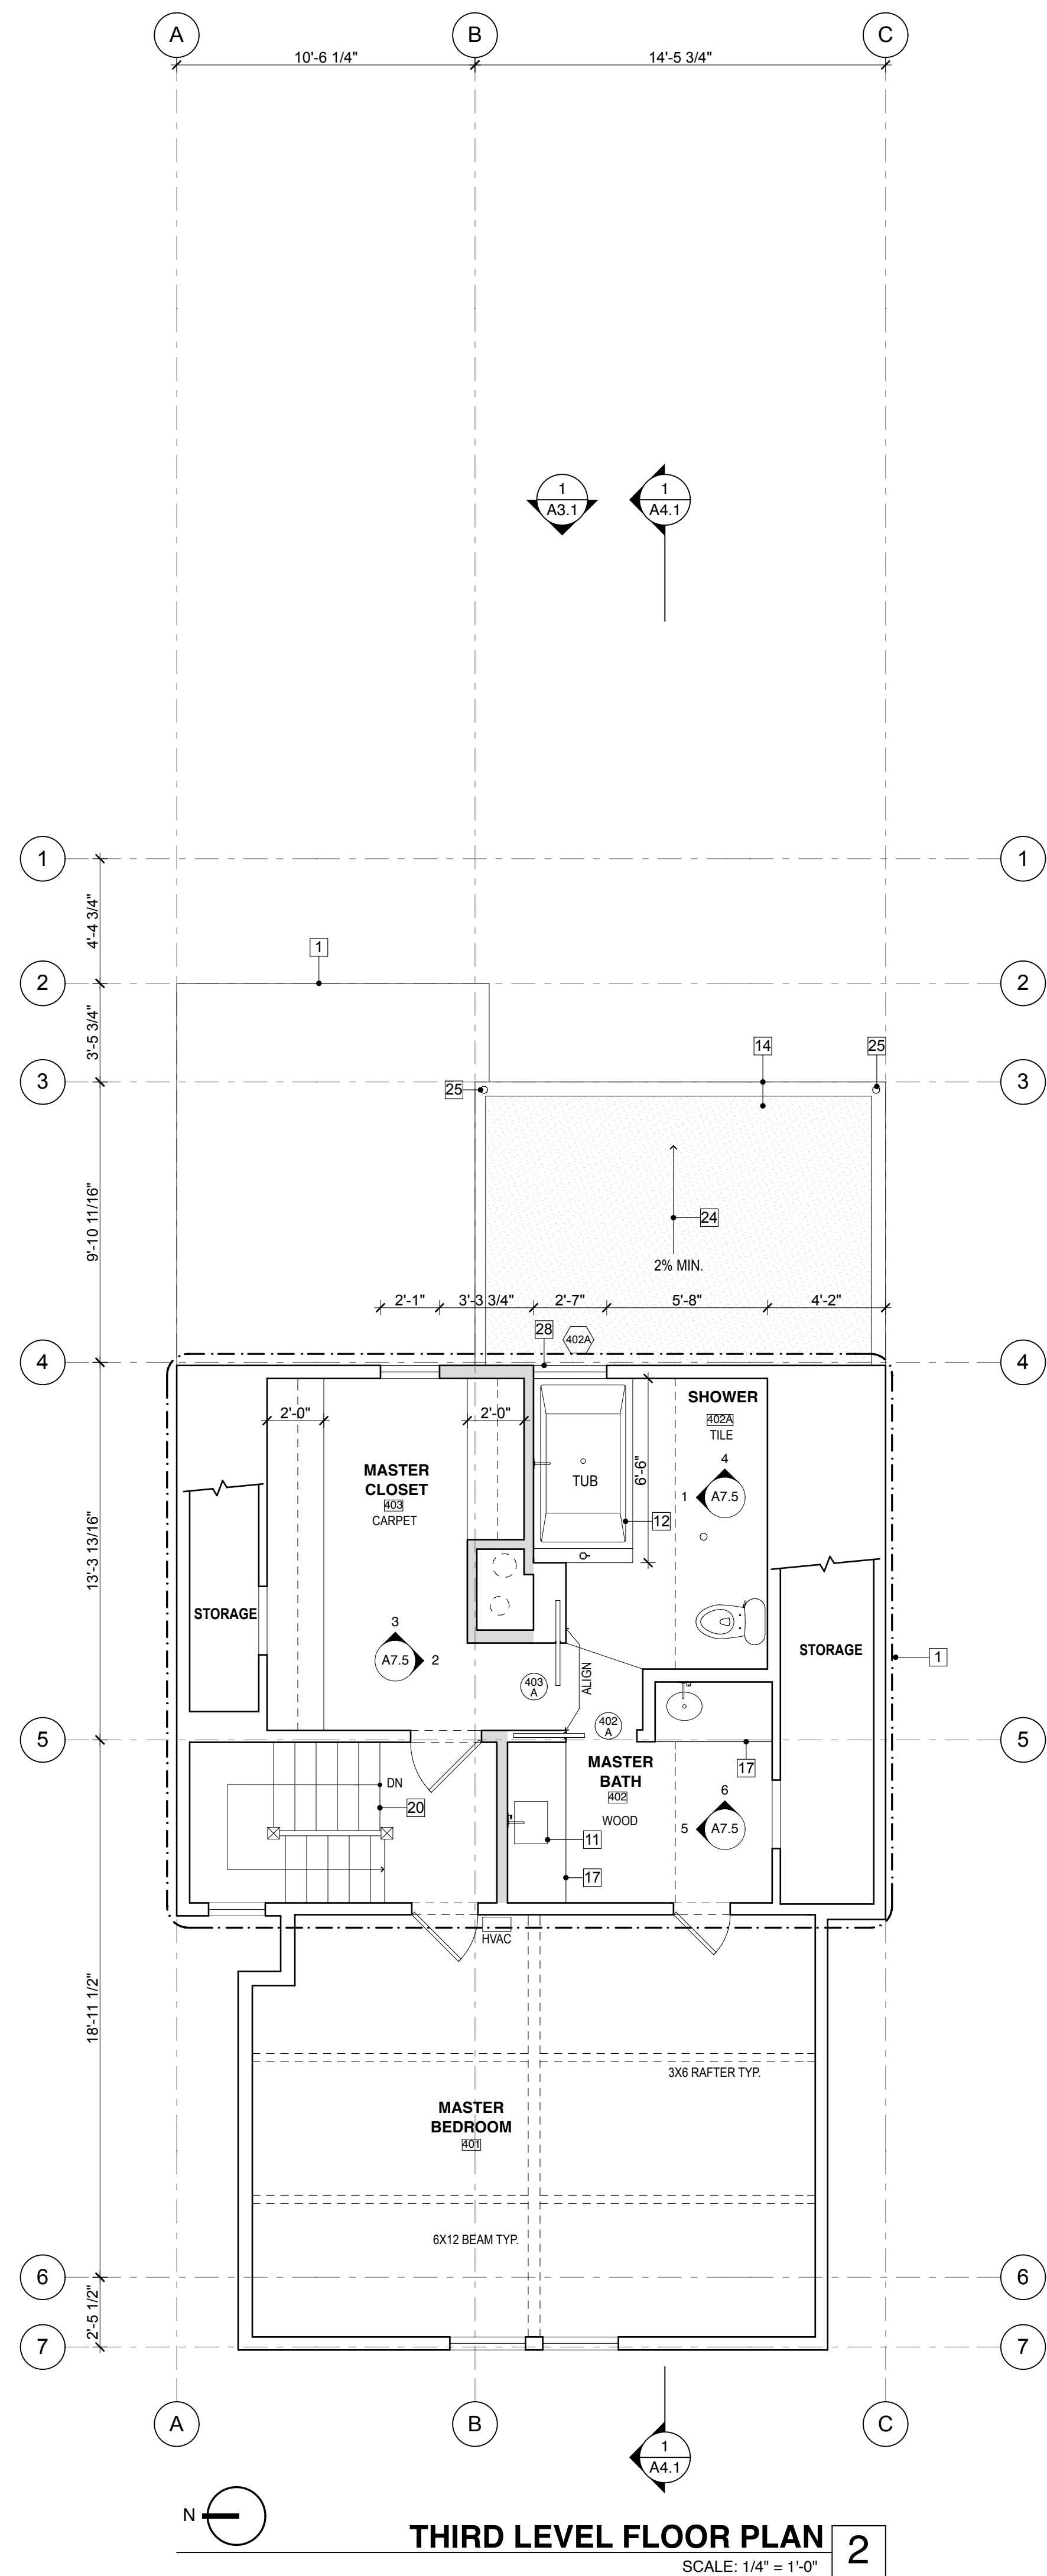 A
B
C
10'-6 1/4"
14'-5 3/4"
1
A3.1
1
A4.1
1
1
4'-4 3/4"
1
2
2
3'-5 3/4"
14
25
3
25
3
9'-10 11/16"
24
2% MIN.
2'-1"
3'-3 3/4"
2'-7"
5'-8"
4'-2"
28
402A
4
4
2'-0"
2'-0"
SHOWER
402A
TILE
MASTER
CLOSET
403
CARPET
TUB
6'-6"
4
1
A7.5
12
13'-3 13/16"
STORAGE
3
A7.5
2
STORAGE
1
403
A
ALIGN
402
A
5
5
MASTER
BATH
402
WOOD
17
DN
20
6
5
A7.5
11
17
HVAC
18'-11 1/2"
3X6 RAFTER TYP.
MASTER
BEDROOM
401
6X12 BEAM TYP.
6
6
2'-5 1/2"
7
7
A
B
C
1
A4.1
N
THIRD LEVEL FLOOR PLAN
2
SCALE: 1/4" = 1'-0"